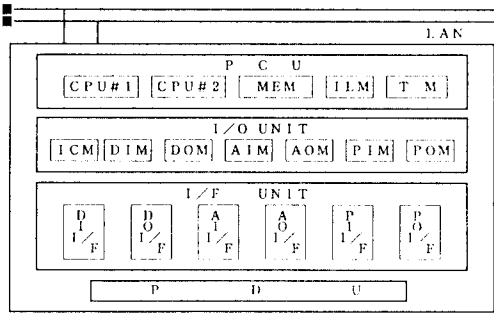 LAN
P C U
CPU#1 CPU#2 MEM ILM T M
I/O UNIT
ICM DIM DOM AIM AOM PIM POM
I/F UNIT
DI I/F DO I/F AI I/F AO I/F PI I/F PO I/F
P D U